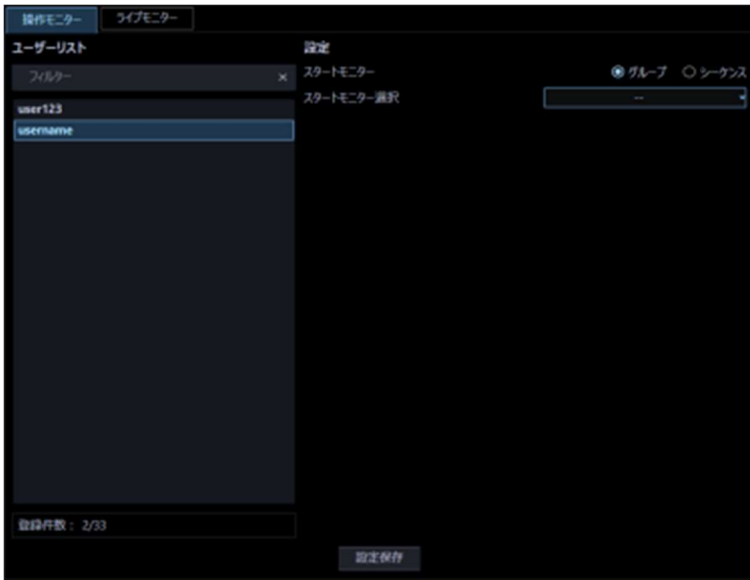 操作モニター ライブモニター
ユーザーリスト
フィルター ×
user123
username
登録件数： 2/33
設定
スタートモニター グループ シーケンス
スタートモニター選択 --
設定保存